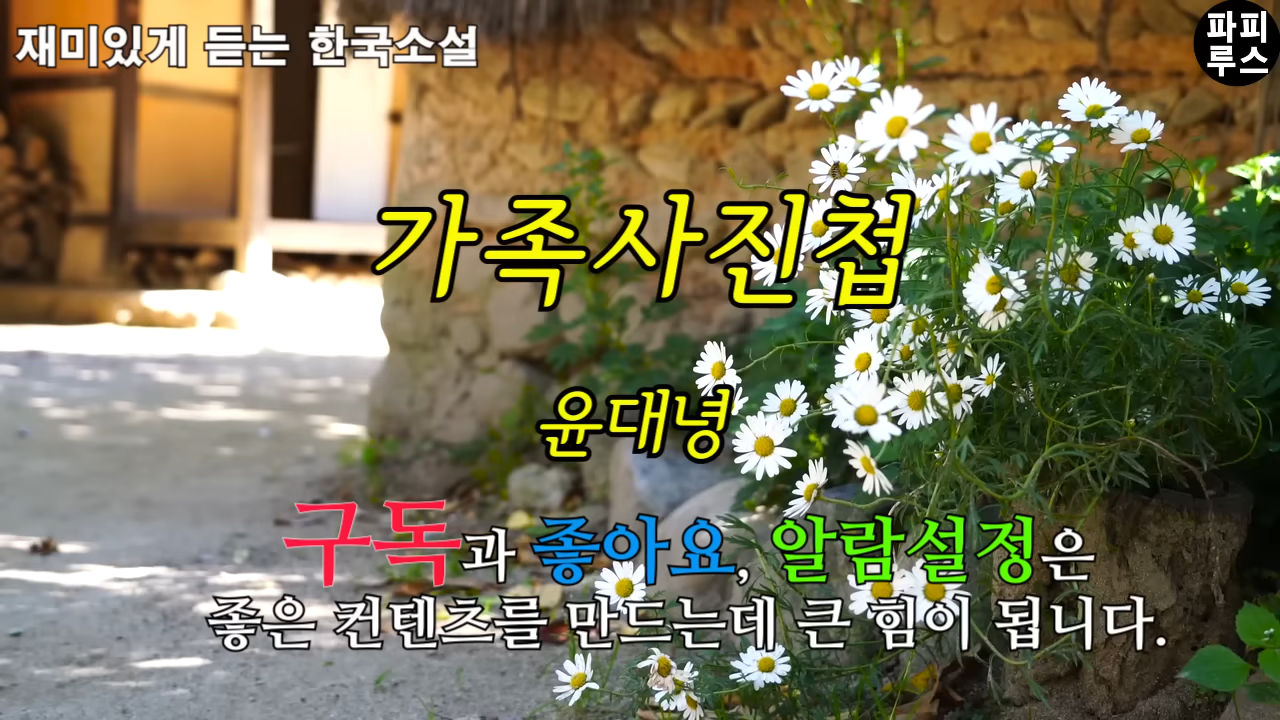 재미있게 듣는 한국소설
파피
루스
가족사진첩
윤대녕
구독과 좋아요, 알람설정은
좋은 컨텐츠를 만드는데 큰 힘이 됩니다.